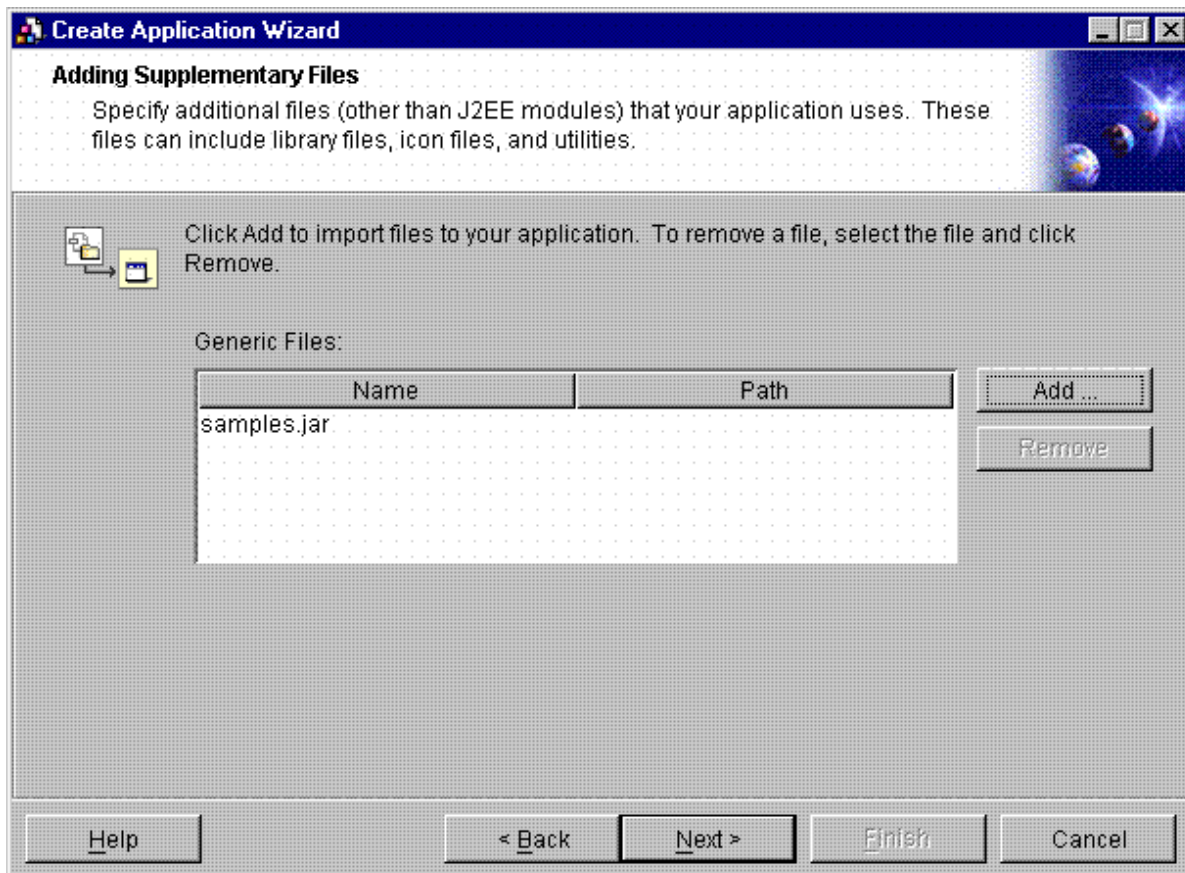 Create Application Wizard
Adding Supplementary Files
Specify additional files (other than J2EE modules) that your application uses. These
files can include library files, icon files, and utilities.
Click Add to import files to your application. To remove a file, select the file and click
Remove.
Generic Files:
Name Path
Add ...
samples.jar
Remove
Help < Back Next > Finish Cancel